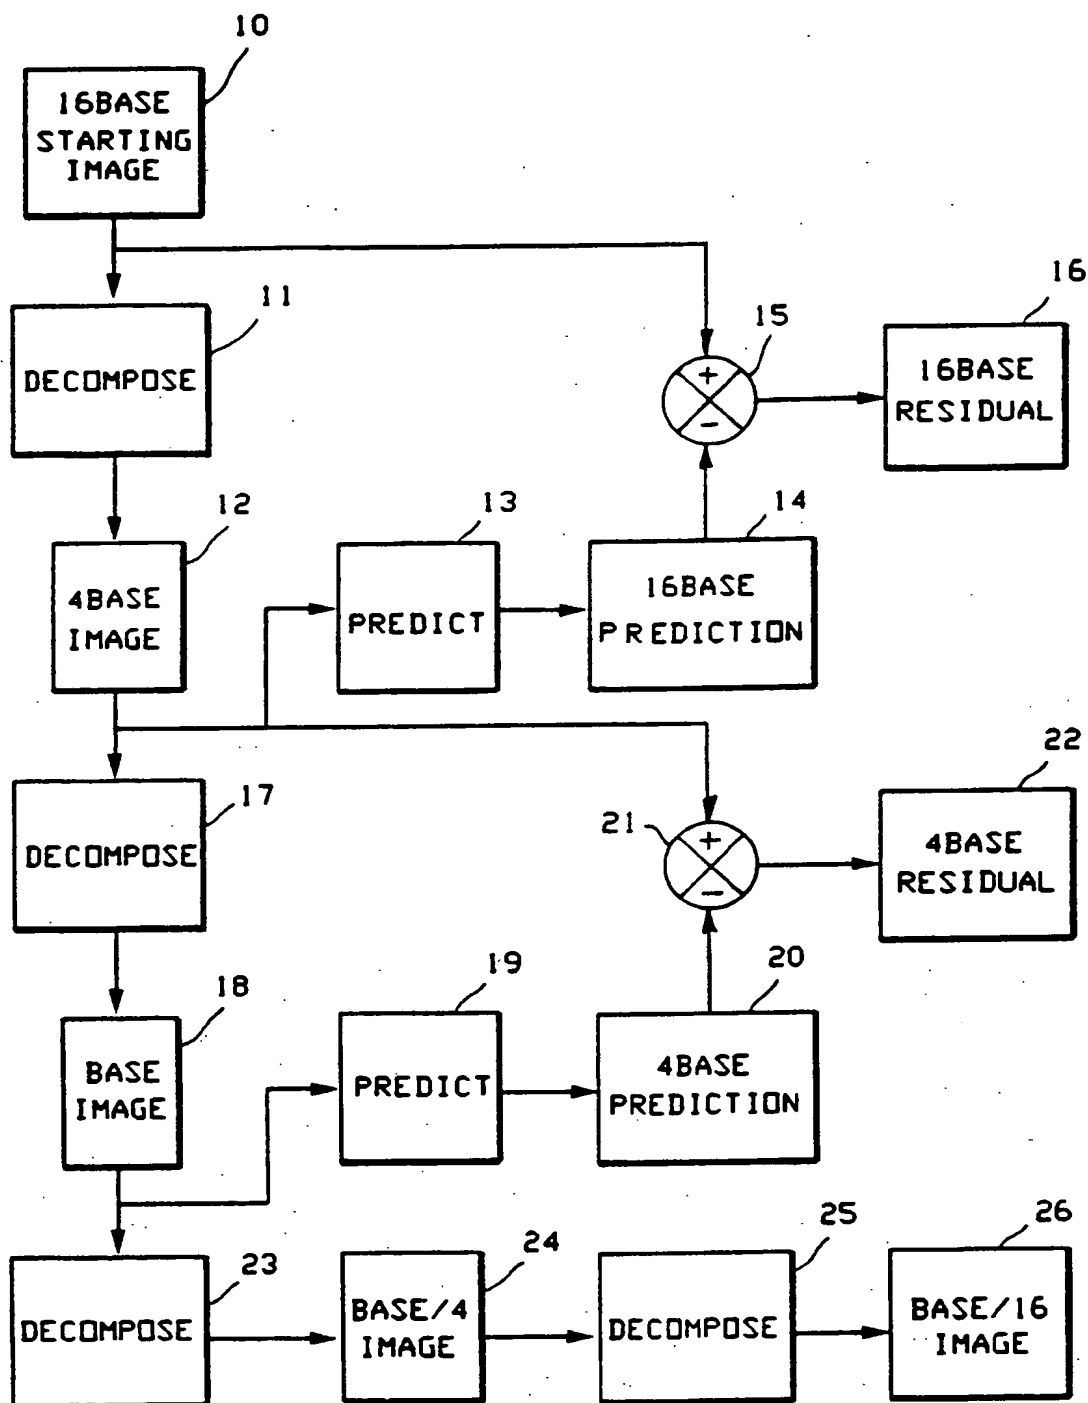 10
16BASE
STARTING
IMAGE
11
DECOMPOSE
15
+
-
16
16BASE
RESIDUAL
12
4BASE
IMAGE
13
PREDICT
14
16BASE
PREDICTION
17
DECOMPOSE
21
+
-
22
4BASE
RESIDUAL
18
BASE
IMAGE
19
PREDICT
20
4BASE
PREDICTION
23
DECOMPOSE
24
BASE/4
IMAGE
25
DECOMPOSE
26
BASE/16
IMAGE